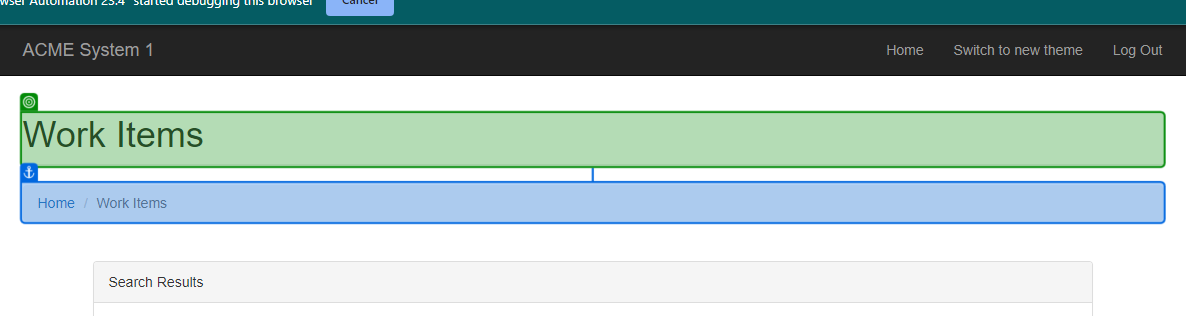 wser Automation 23.4" started debugging this browser Cancel
ACME System 1 Home Switch to new theme Log Out
Work Items
Home / Work Items
Search Results